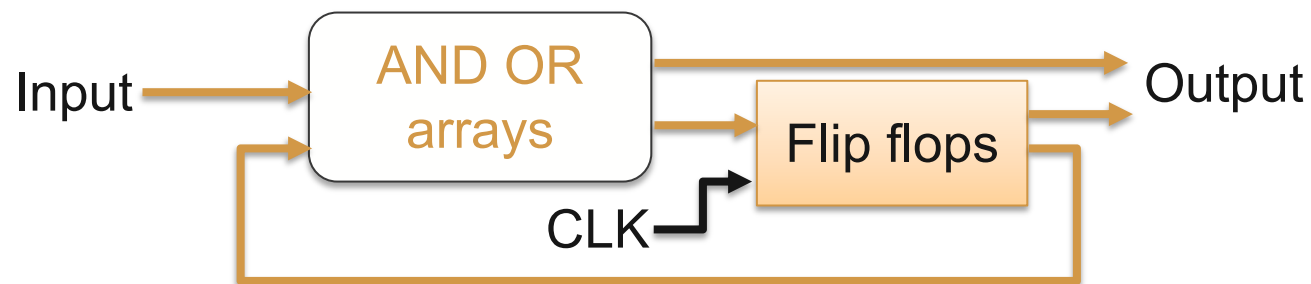 Input
AND OR
arrays
Flip flops
Output
CLK